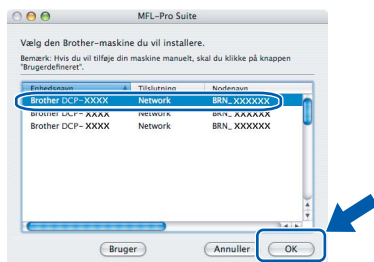 MFL-Pro Suite
Vælg den Brother-maskine du vil installere.
Bemærk: Hvis du vil tilføje din maskine manuelt, skal du klikke på knappen
"Brugerdefineret".
Enhedsnavn Tilslutning Nodenavn
Brother DCP-XXXX Network BRN_XXXXXX
Brother DCP-XXXX Network BRN_XXXXXX
Brother DCP-XXXX Network BRN_XXXXXX
Bruger Annuller OK